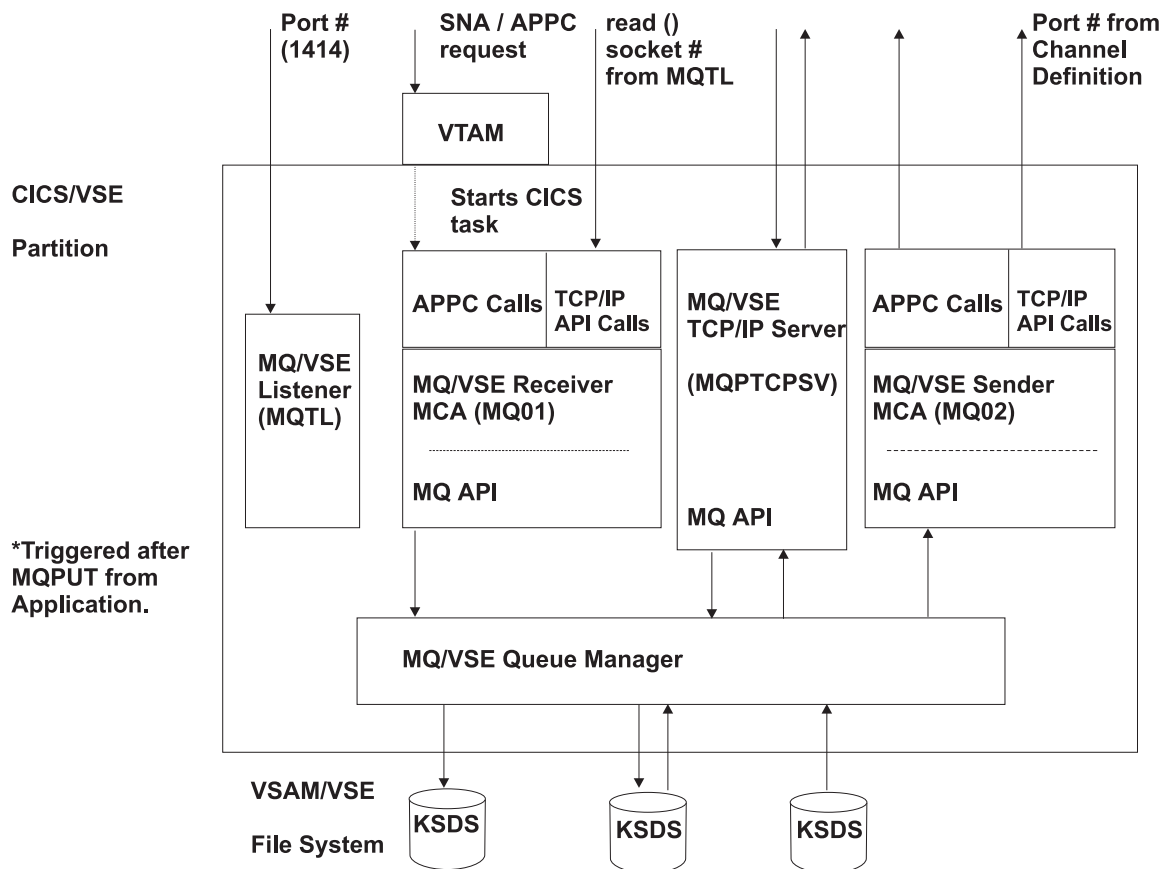 Port #
(1414)
SNA / APPC
request
read ()
socket #
from MQTL
Port # from
Channel
Definition
VTAM
CICS/VSE
Partition
Starts CICS
task
APPC Calls
TCP/IP
API Calls
MQ/VSE
TCP/IP Server
(MQPTCPSV)
MQ API
APPC Calls
TCP/IP
API Calls
MQ/VSE
Listener
(MQTL)
MQ/VSE Receiver
MCA (MQ01)
MQ API
MQ/VSE Sender
MCA (MQ02)
MQ API
*Triggered after
MQPUT from
Application.
MQ/VSE Queue Manager
VSAM/VSE
File System
KSDS
KSDS
KSDS